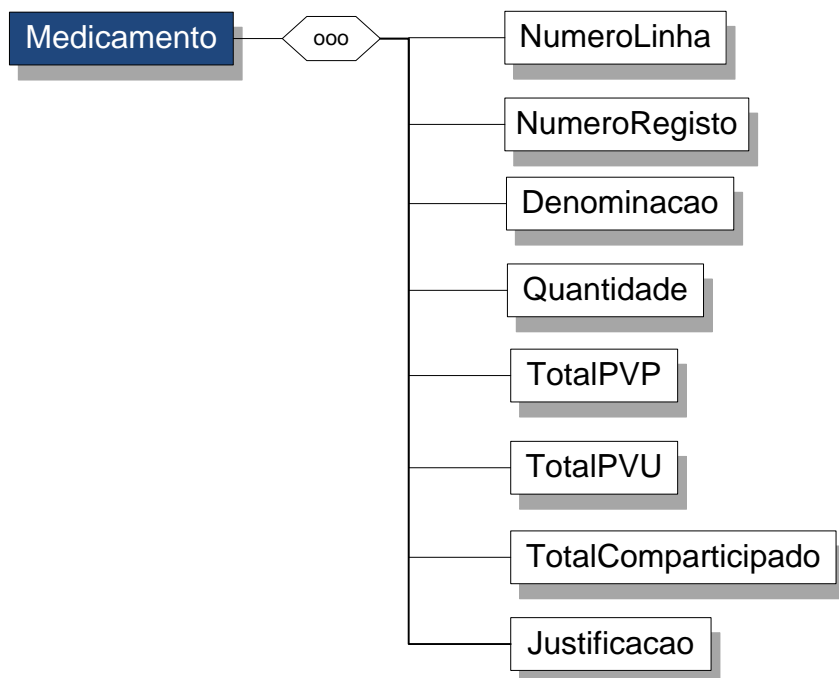 Medicamento
ooo
NumeroLinha
NumeroRegisto
Denominacao
Quantidade
TotalPVP
TotalPVU
TotalComparticipado
Justificacao